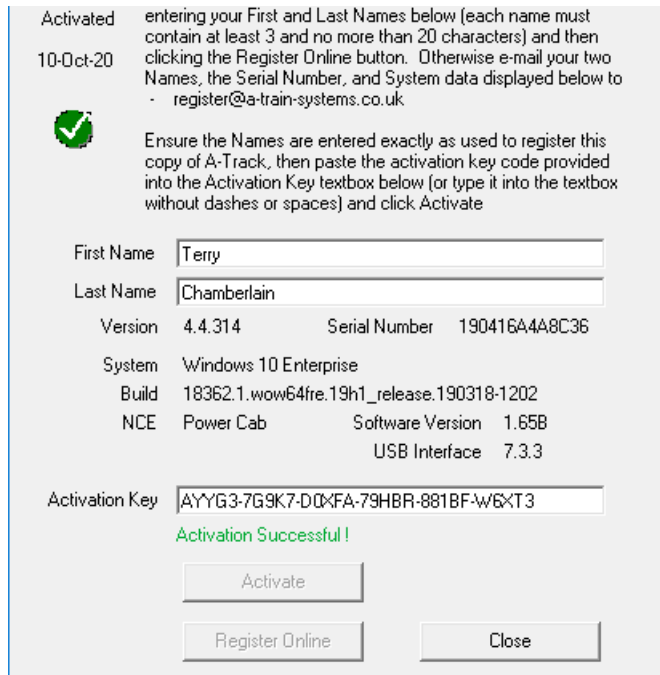 Activated
10-Oct-20
entering your First and Last Names below (each name must
contain at least 3 and no more than 20 characters) and then
clicking the Register Online button.  Otherwise e-mail your two
Names, the Serial Number, and System data displayed below to
-   register@a-train-systems.co.uk
Ensure the Names are entered exactly as used to register this
copy of A-Track, then paste the activation key code provided
into the Activation Key textbox below (or type it into the textbox
without dashes or spaces) and click Activate
First Name Terry
Last Name Chamberlain
Version 4.4.314 Serial Number 190416A4A8C36
System Windows 10 Enterprise
Build 18362.1.wow64fre.19h1_release.190318-1202
NCE Power Cab Software Version 1.65B
USB Interface 7.3.3
Activation Key AYYG3-7G9K7-D0XFA-79HBR-881BF-W6XT3
Activation Successful !
Activate
Register Online Close